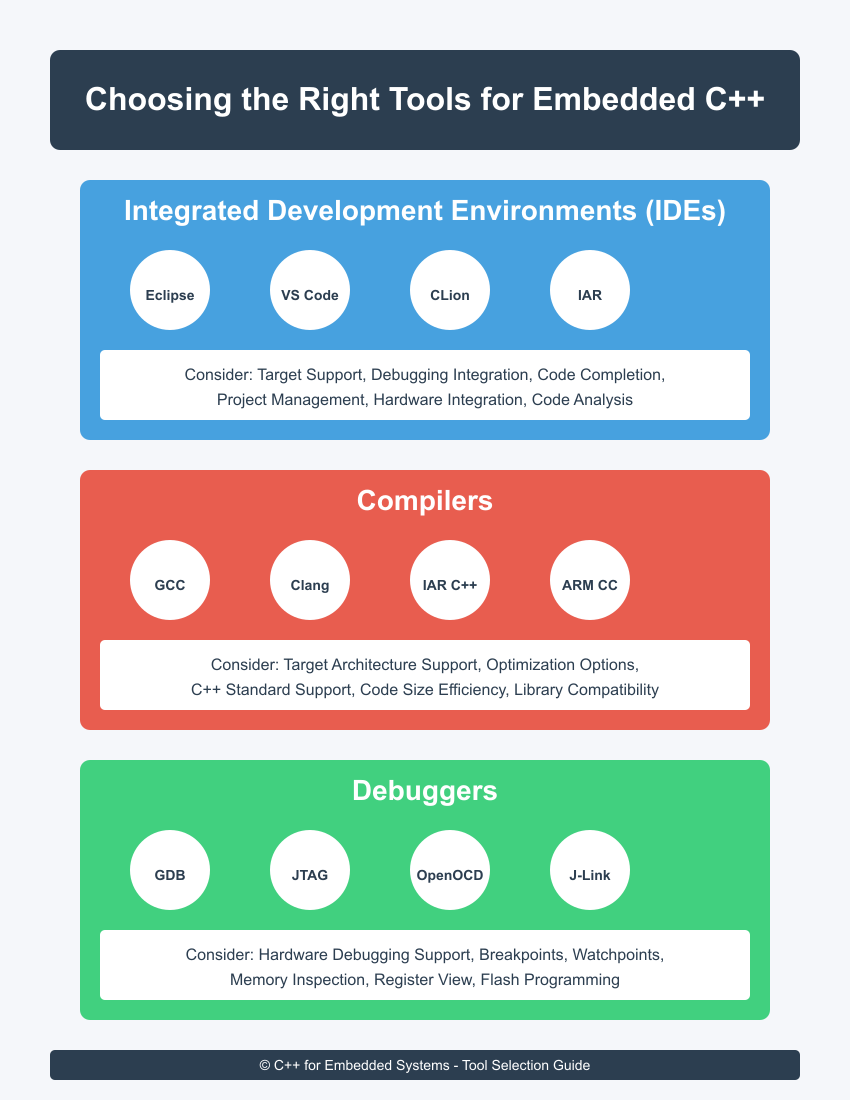 Choosing the Right Tools for Embedded C++
Integrated Development Environments (IDEs)
Eclipse
VS Code
CLion
IAR
Consider: Target Support, Debugging Integration, Code Completion,
Project Management, Hardware Integration, Code Analysis
Compilers
GCC
Clang
IAR C++
ARM CC
Consider: Target Architecture Support, Optimization Options,
C++ Standard Support, Code Size Efficiency, Library Compatibility
Debuggers
GDB
JTAG
OpenOCD
J-Link
Consider: Hardware Debugging Support, Breakpoints, Watchpoints,
Memory Inspection, Register View, Flash Programming
© C++ for Embedded Systems - Tool Selection Guide